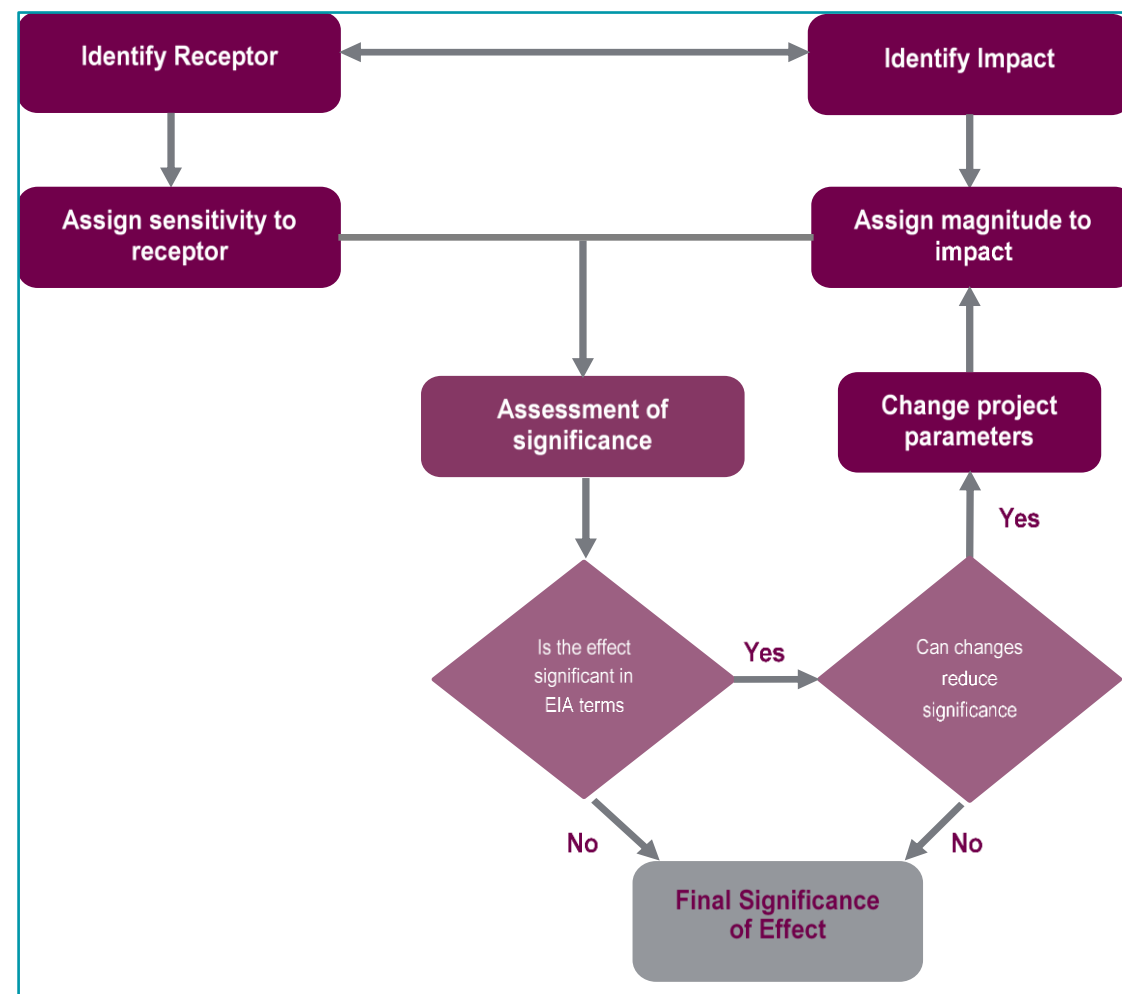 Identify Receptor
Identify Impact
Assign sensitivity to
receptor
Assign magnitude to
impact
Assessment of
significance
Change project
parameters
Yes
Is the effect
significant in
EIA terms
Yes
Can changes
reduce
significance
No
No
Final Significance
of Effect